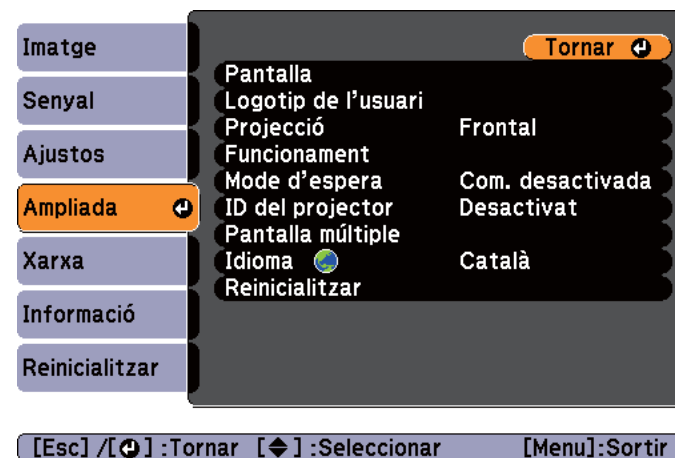 Imatge
Senyal
Ajustos
Ampliada
Xarxa
Informació
Reinicialitzar
Tornar
Pantalla
Logotip de l'usuari
Projecció Frontal
Funcionament
Mode d'espera Com. desactivada
ID del projector Desactivat
Pantalla múltiple
Idioma Català
Reinicialitzar
[Esc] /[ ] :Tornar [ ] :Seleccionar [Menu]:Sortir